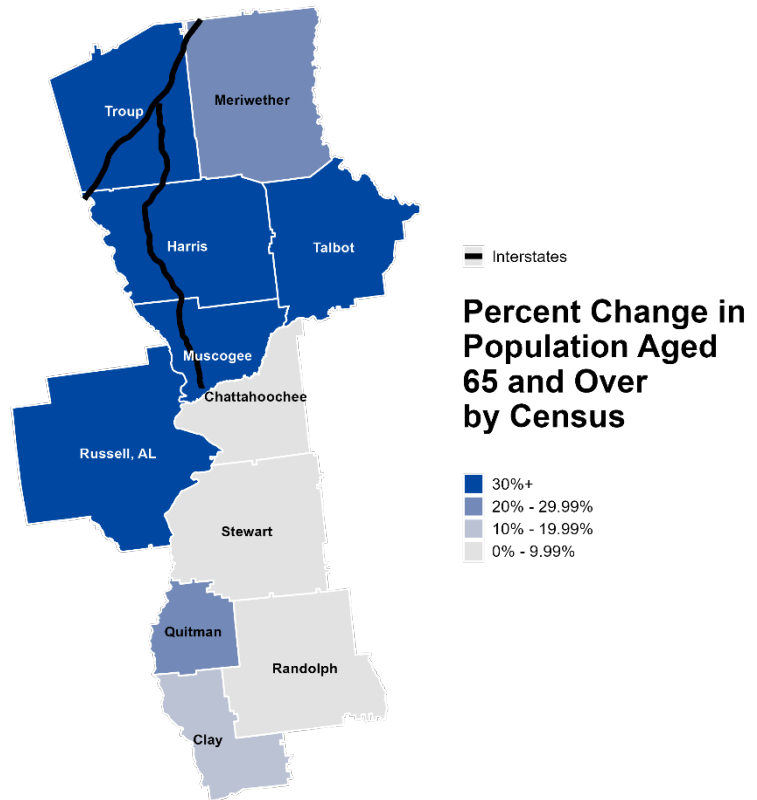 Troup
Meriwether
Harris
Talbot
Muscogee
Chattahoochee
Russell, AL
Stewart
Quitman
Randolph
Clay
Interstates
Percent Change in
Population Aged
65 and Over
by Census
30%+
20% - 29.99%
10% - 19.99%
0% - 9.99%